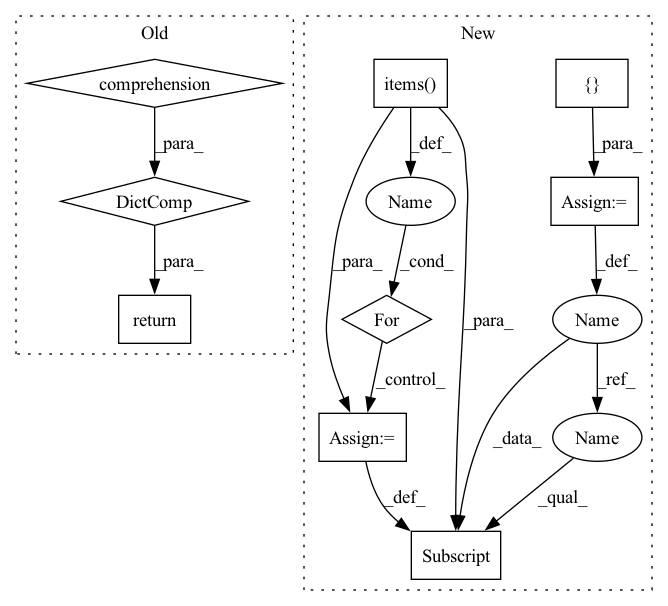 Old
New
comprehension
items()
{}
_para_
_def_
_para_
DictComp
Name
Assign:=
_para_
_para_
_cond_
_def_
return
For
_para_
Name
_control_
_ref_
Assign:=
_data_
Name
_def_
_qual_
Subscript